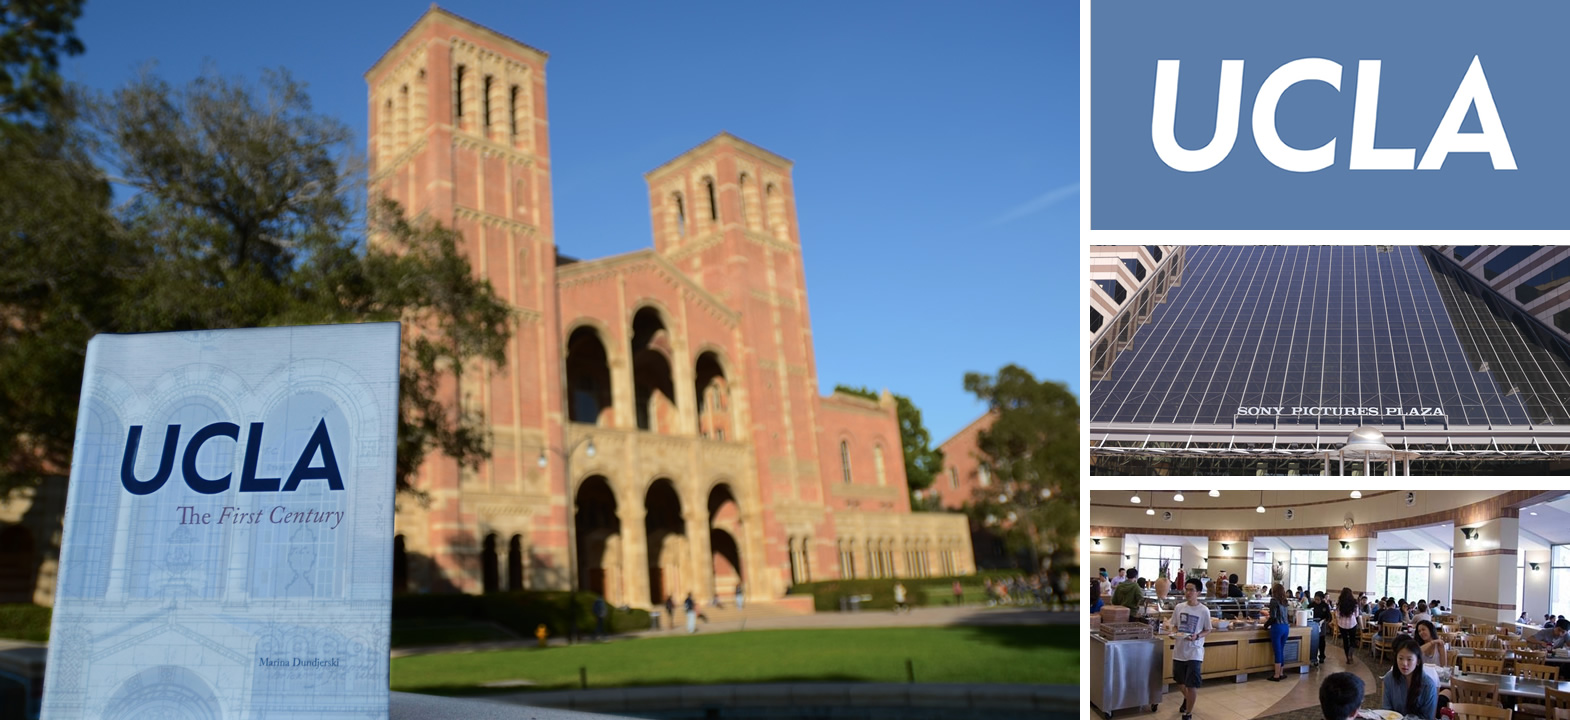 UCLA
The First Century
Marina Dundjerski
UCLA
SONY PICTURES PLAZA